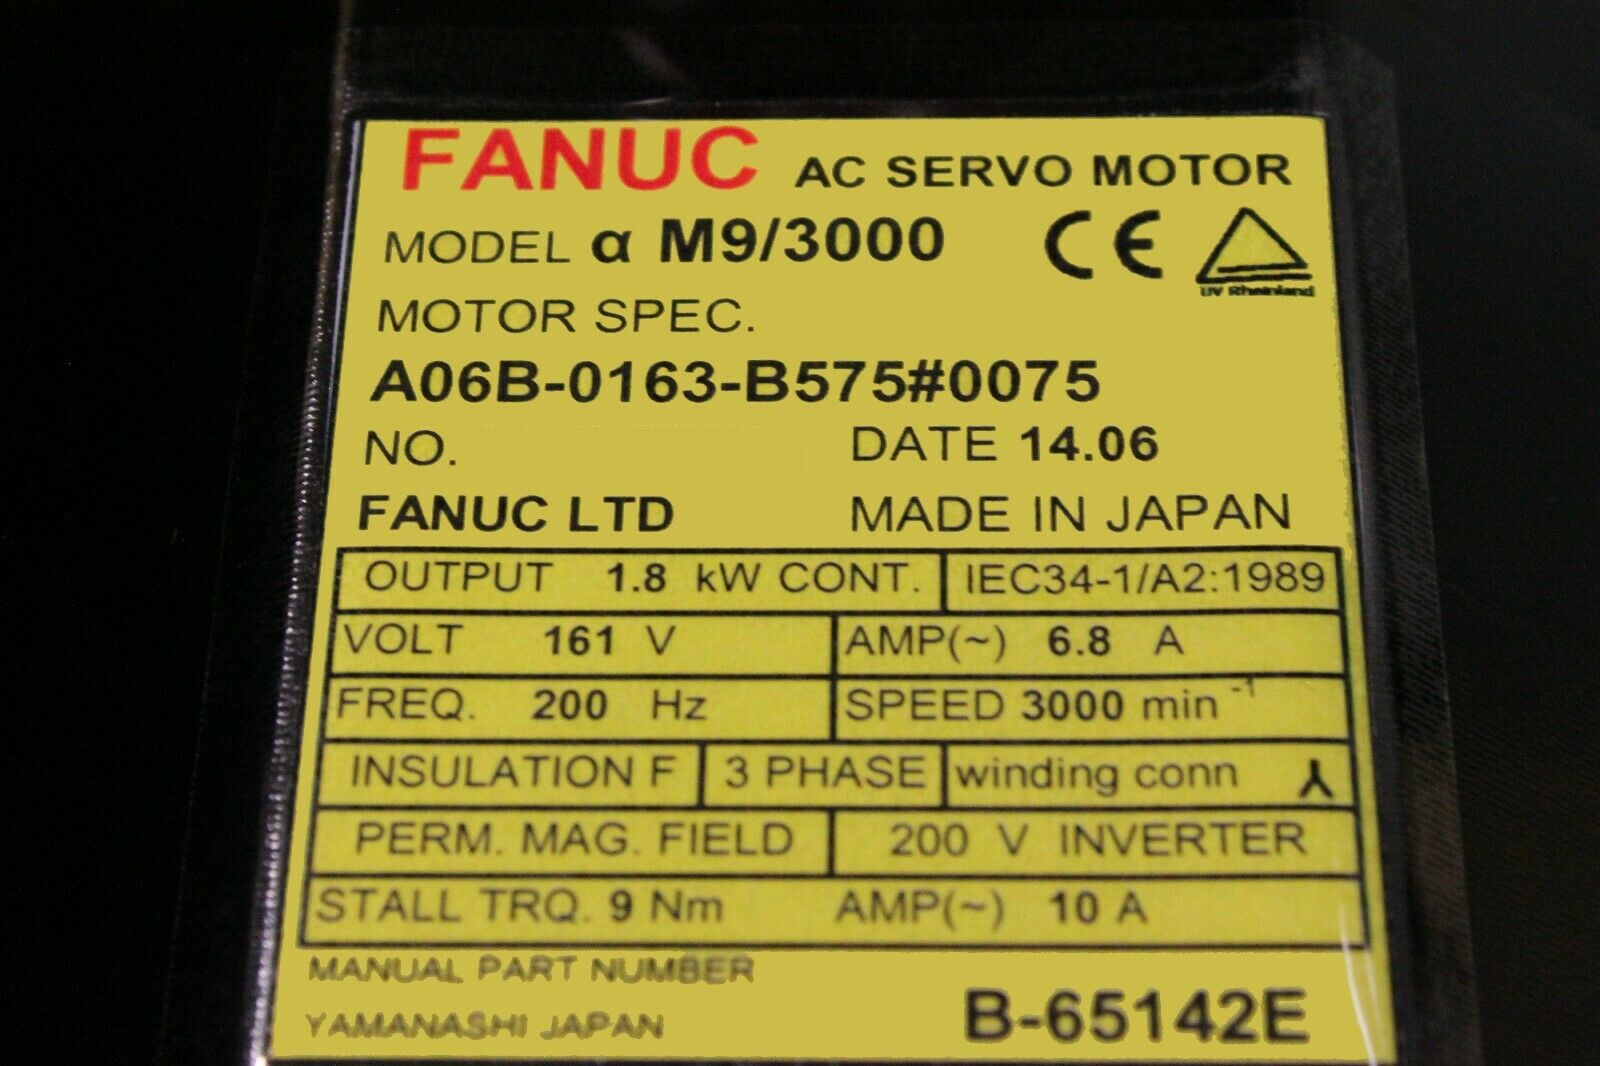 FANUC AC SERVO MOTOR
MODEL α M9/3000 CE
UV Rheinland
MOTOR SPEC.
A06B-0163-B575#0075
NO. DATE 14.06
FANUC LTD MADE IN JAPAN
OUTPUT 1.8 kW CONT. IEC34-1/A2:1989
VOLT 161 V AMP(~) 6.8 A
FREQ. 200 Hz SPEED 3000 min⁻¹
INSULATION F 3 PHASE winding conn
PERM. MAG. FIELD 200 V INVERTER
STALL TRQ. 9 Nm AMP(~) 10 A
MANUAL PART NUMBER
YAMANASHI JAPAN B-65142E